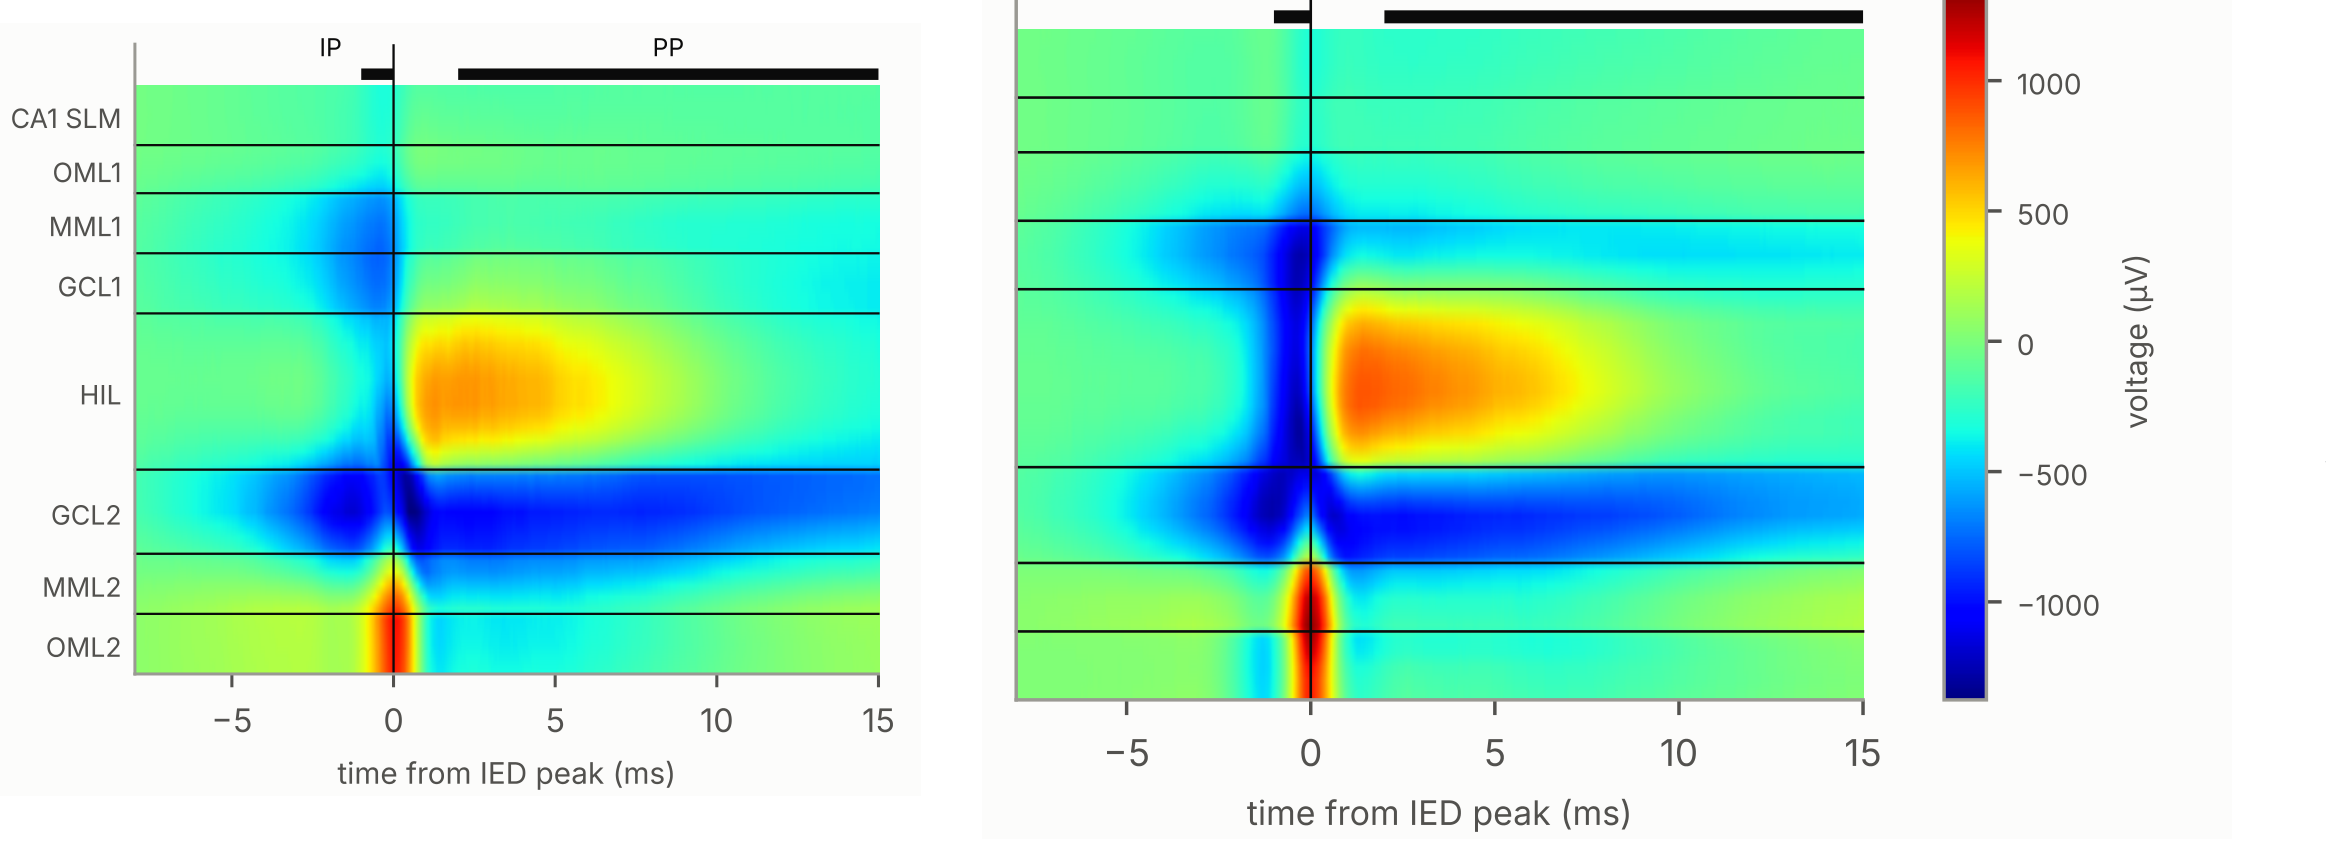 IP PP
CA1 SLM
OML1
MML1
GCL1
HIL
GCL2
MML2
OML2
−5 0 5 10 15
time from IED peak (ms)
−5 0 5 10 15
time from IED peak (ms)
1000
500
0
−500
−1000
voltage (µV)